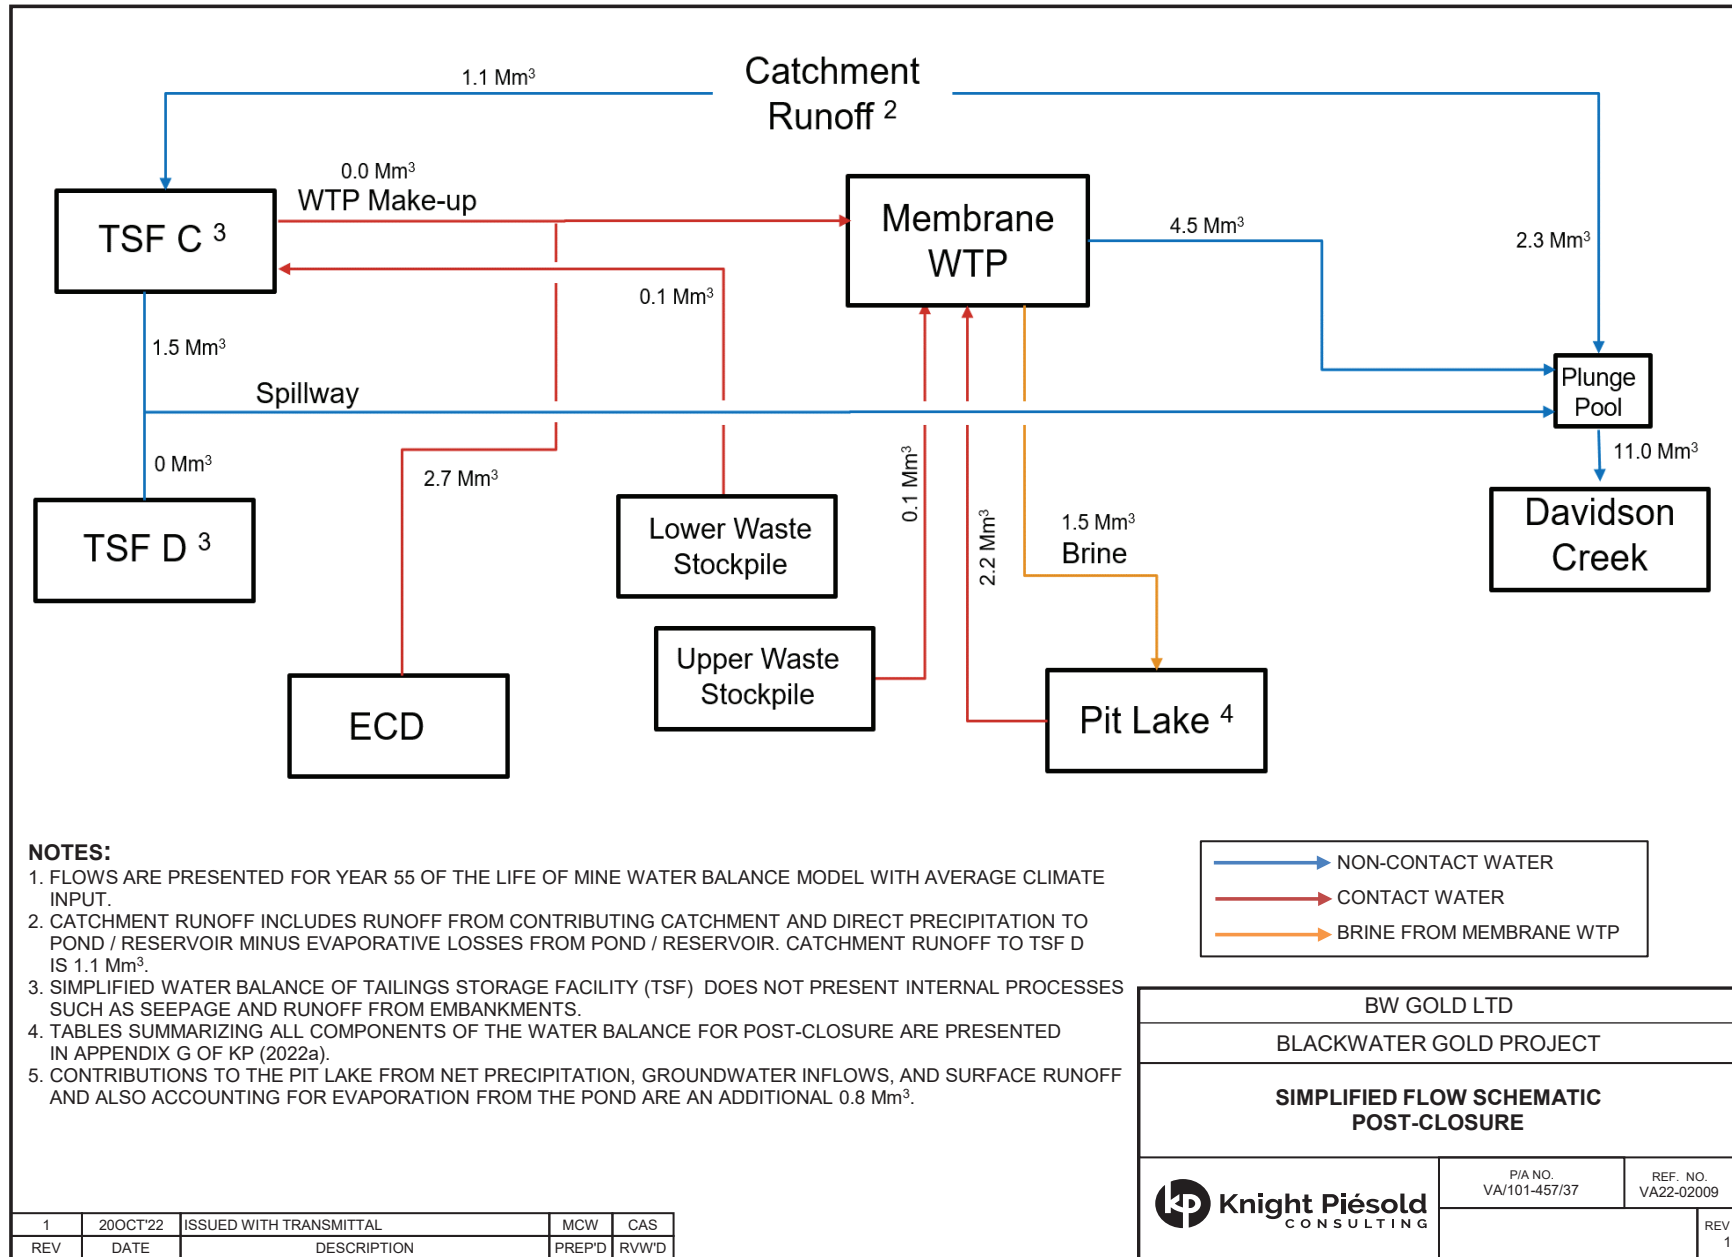 Catchment
Runoff 2
1.1 Mm³
0.0 Mm³
WTP Make-up
TSF C 3
Membrane
WTP
4.5 Mm³
2.3 Mm³
0.1 Mm³
1.5 Mm³
Spillway
Plunge
Pool
0 Mm³
2.7 Mm³
11.0 Mm³
TSF D 3
Lower Waste
Stockpile
0.1 Mm³
2.2 Mm³
1.5 Mm³
Brine
Davidson
Creek
Upper Waste
Stockpile
ECD
Pit Lake 4
NOTES:
1. FLOWS ARE PRESENTED FOR YEAR 55 OF THE LIFE OF MINE WATER BALANCE MODEL WITH AVERAGE CLIMATE
INPUT.
2. CATCHMENT RUNOFF INCLUDES RUNOFF FROM CONTRIBUTING CATCHMENT AND DIRECT PRECIPITATION TO
POND / RESERVOIR MINUS EVAPORATIVE LOSSES FROM POND / RESERVOIR. CATCHMENT RUNOFF TO TSF D
IS 1.1 Mm³.
3. SIMPLIFIED WATER BALANCE OF TAILINGS STORAGE FACILITY (TSF) DOES NOT PRESENT INTERNAL PROCESSES
SUCH AS SEEPAGE AND RUNOFF FROM EMBANKMENTS.
4. TABLES SUMMARIZING ALL COMPONENTS OF THE WATER BALANCE FOR POST-CLOSURE ARE PRESENTED
IN APPENDIX G OF KP (2022a).
5. CONTRIBUTIONS TO THE PIT LAKE FROM NET PRECIPITATION, GROUNDWATER INFLOWS, AND SURFACE RUNOFF
AND ALSO ACCOUNTING FOR EVAPORATION FROM THE POND ARE AN ADDITIONAL 0.8 Mm³.
NON-CONTACT WATER
CONTACT WATER
BRINE FROM MEMBRANE WTP
BW GOLD LTD
BLACKWATER GOLD PROJECT
SIMPLIFIED FLOW SCHEMATIC
POST-CLOSURE
kp Knight Piésold
CONSULTING
P/A NO.
VA/101-457/37
REF. NO.
VA22-02009
REV
1
1 20OCT'22 ISSUED WITH TRANSMITTAL MCW CAS
REV DATE DESCRIPTION PREP'D RVW'D